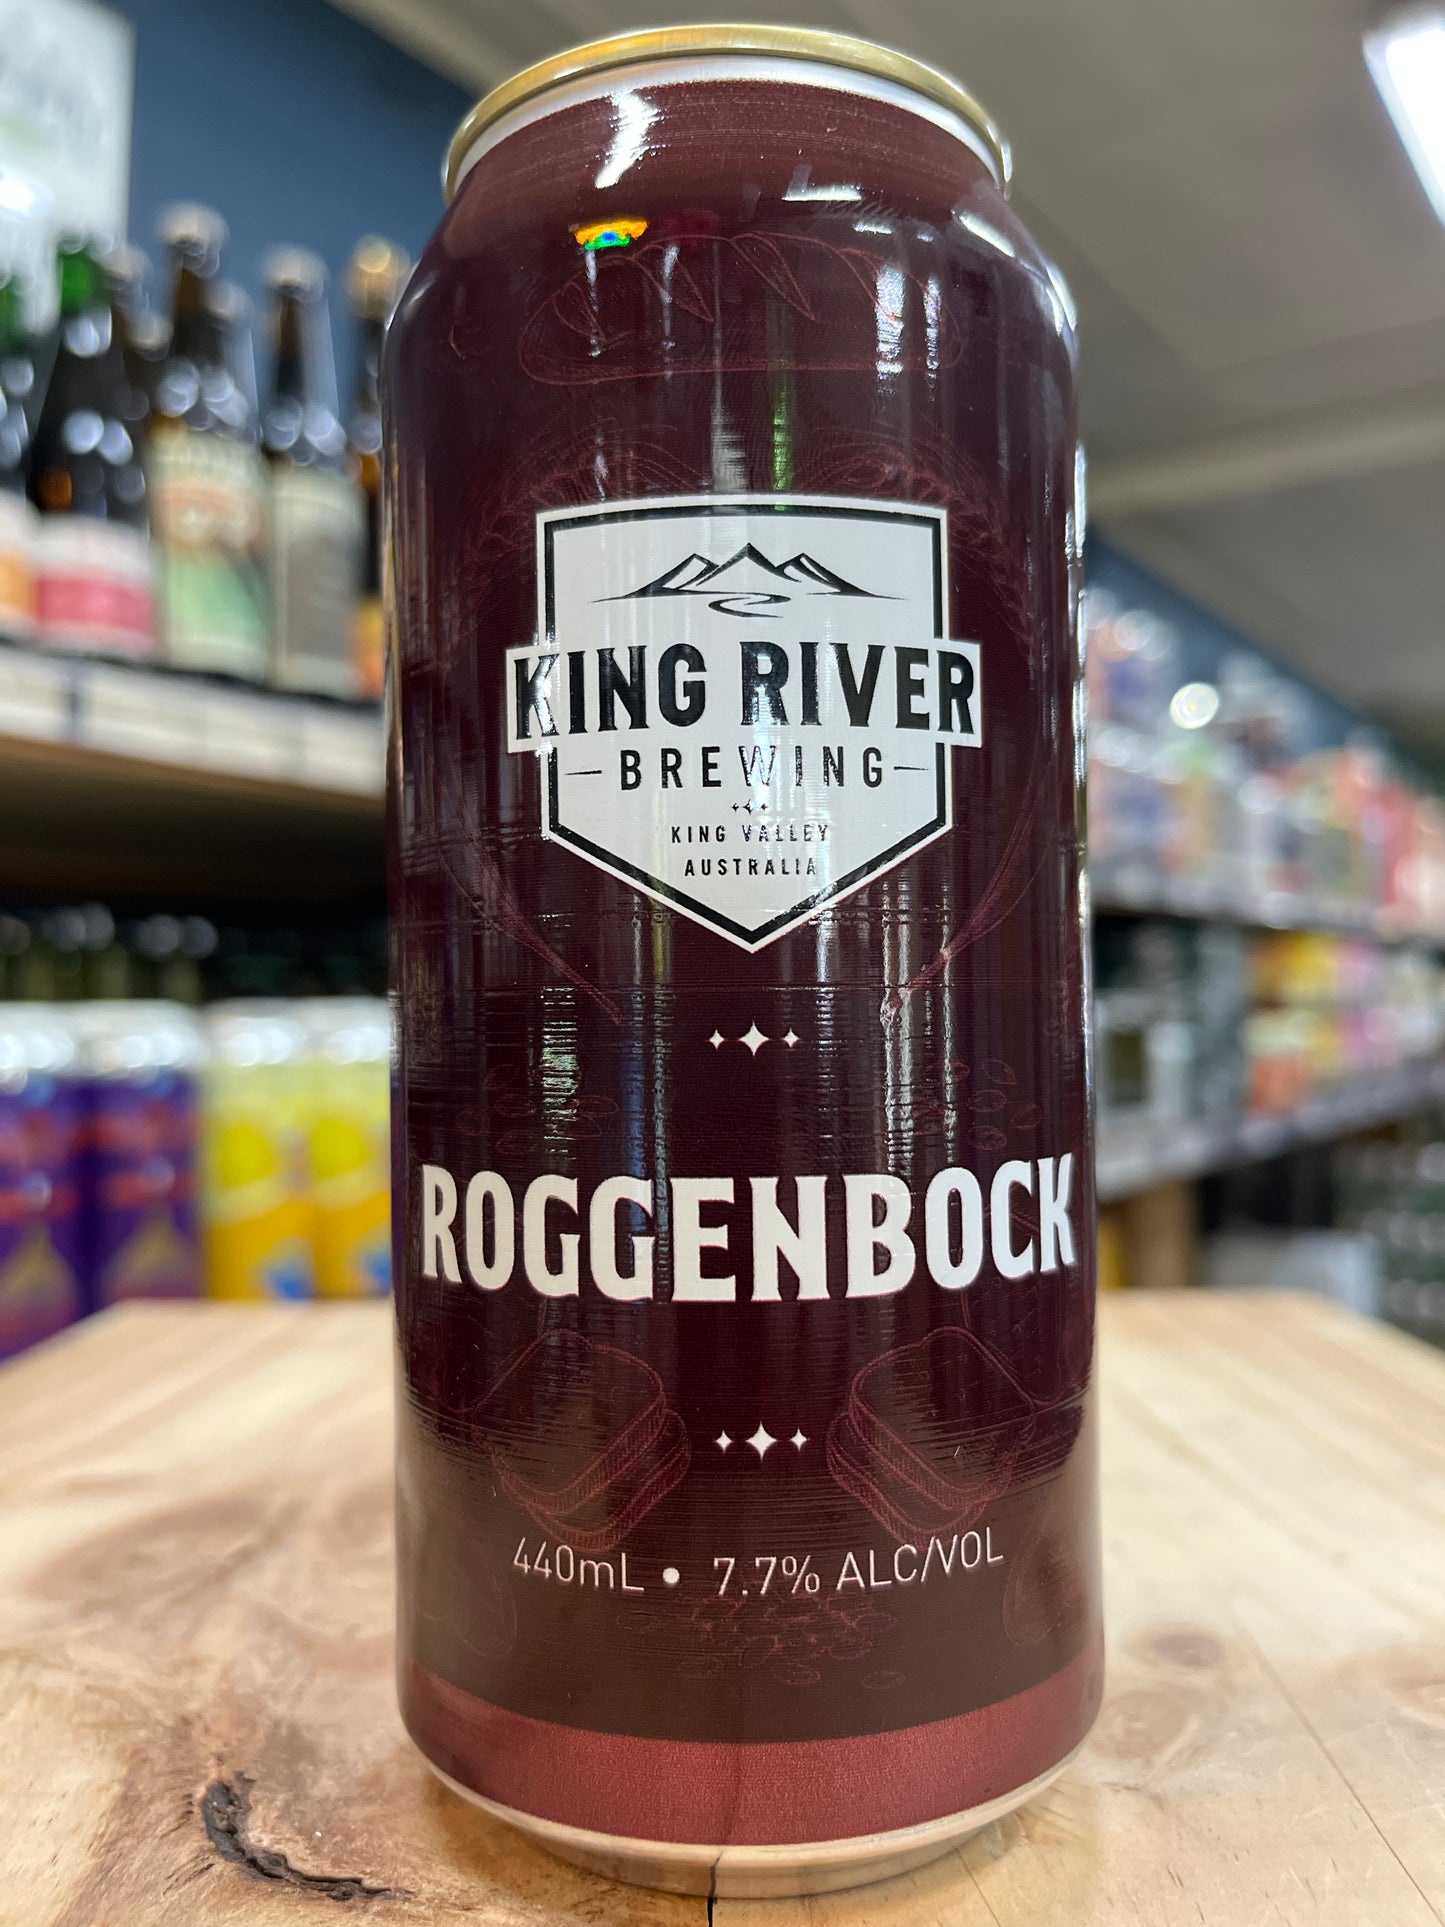 KING RIVER
BREWING
KING VALLEY
AUSTRALIA
ROGGENBOCK
440mL • 7.7% ALC/VOL